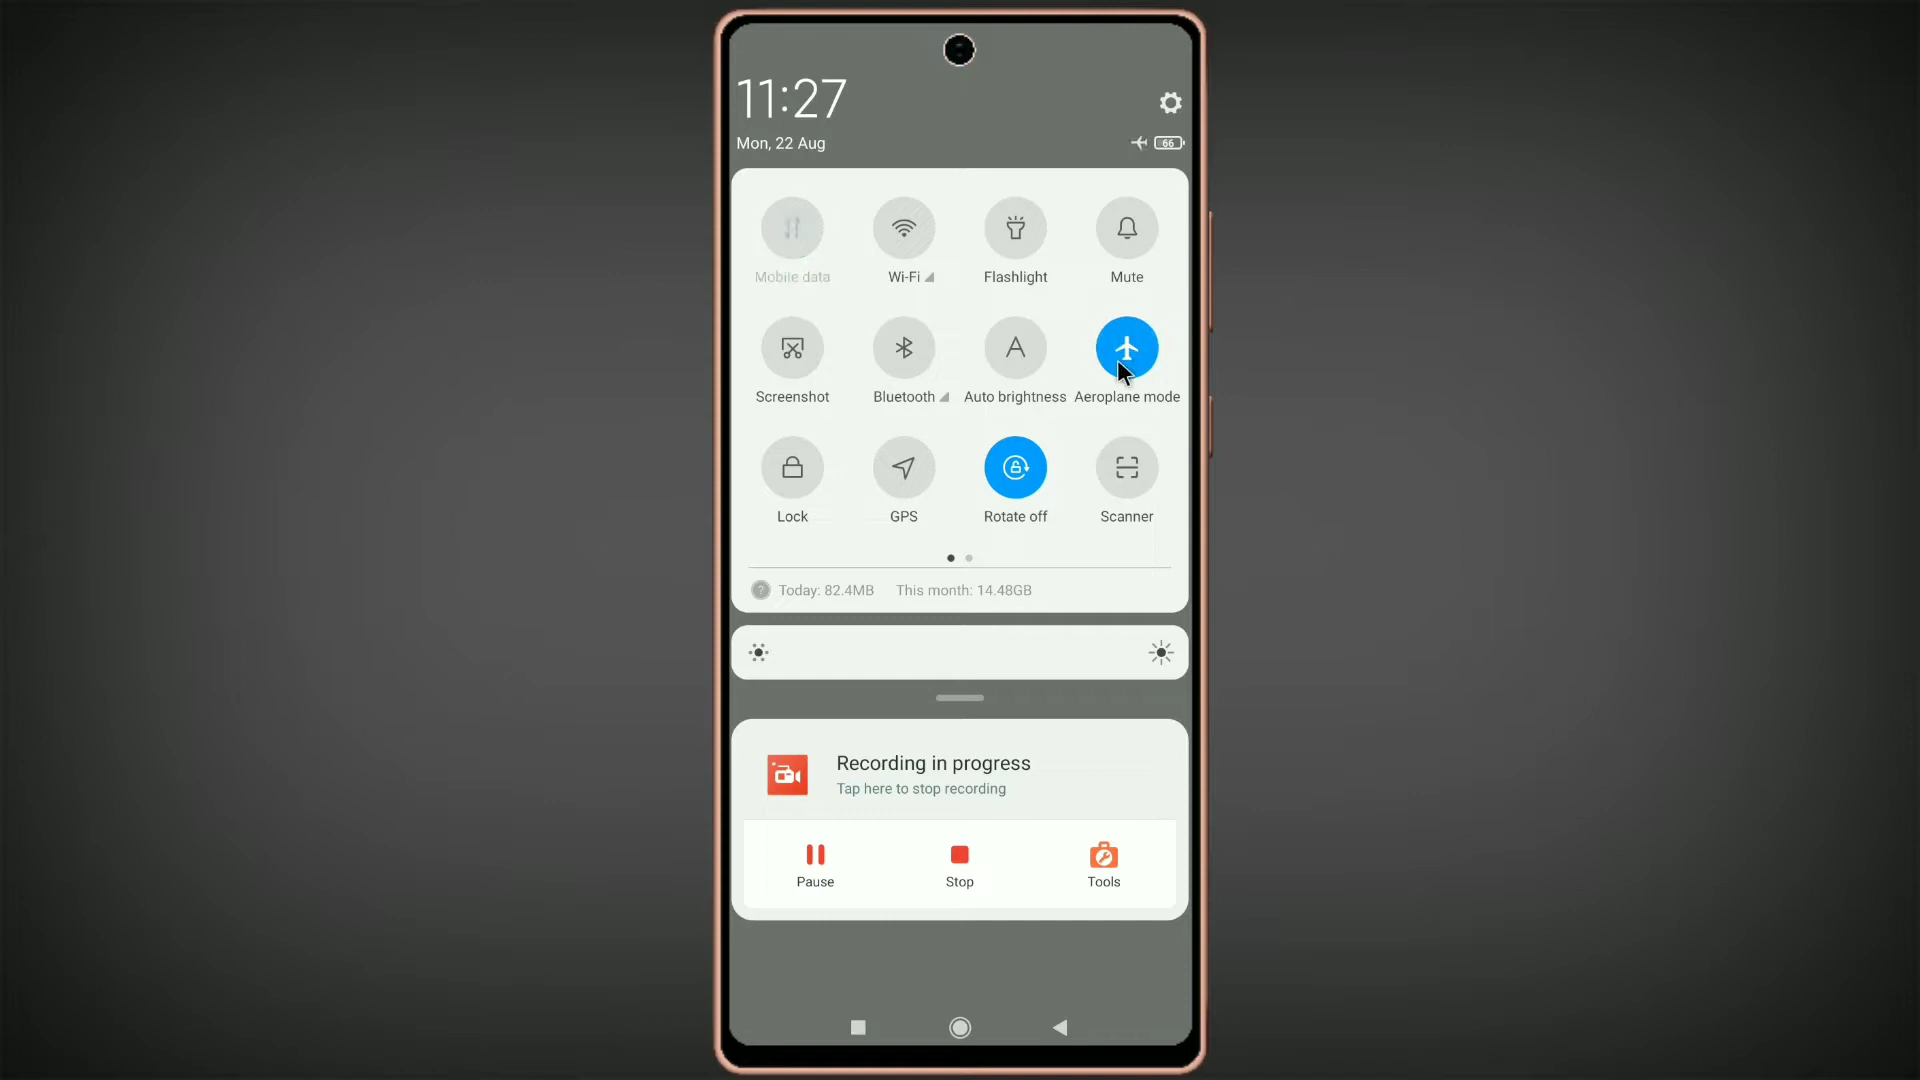 11:27
Mon, 22 Aug
66
Mobile data
Wi-Fi
Flashlight
Mute
Screenshot
Bluetooth
Auto brightness
Aeroplane mode
Lock
GPS
Rotate off
Scanner
? Today: 82.4MB This month: 14.48GB
Recording in progress
Tap here to stop recording
Pause
Stop
Tools